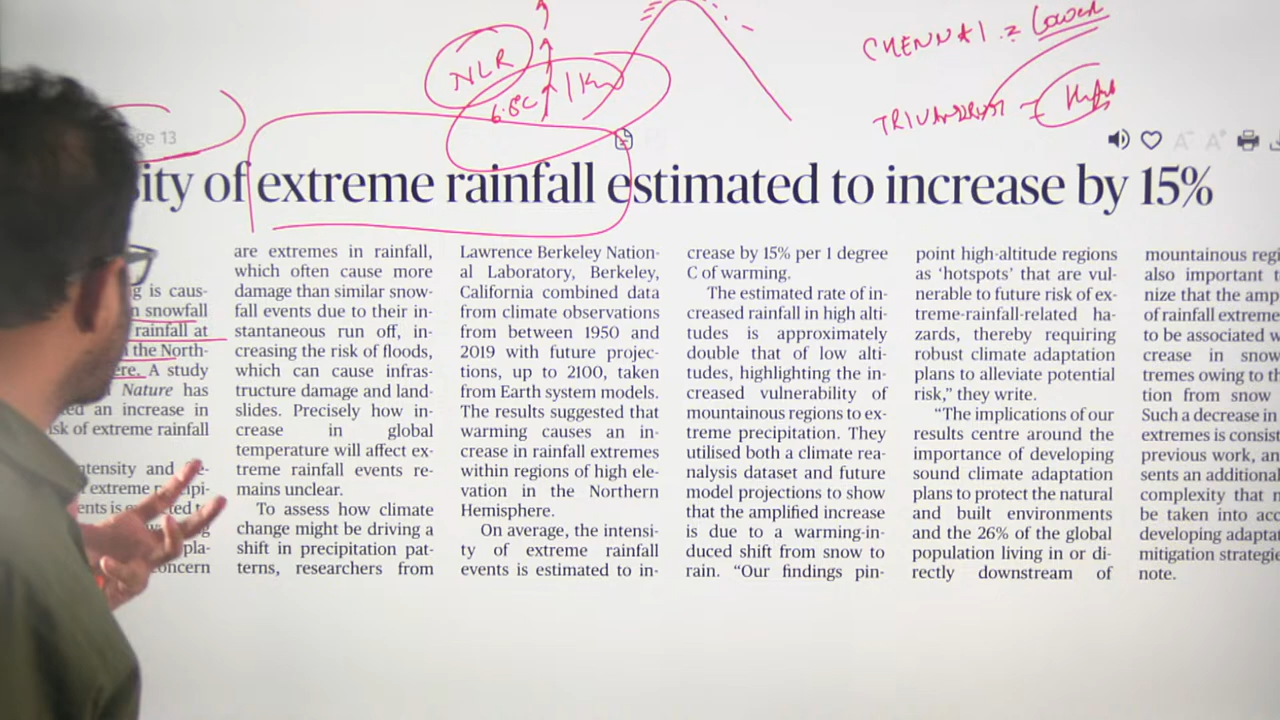 CHENNAI = Lower
NLR
6.8C /Km
TRIVANDRUM =
ge 13
ity of extreme rainfall estimated to increase by 15%
g is caus-
n snowfall
rainfall at
the North-
ere. A study
Nature has
ed an increase in
isk of extreme rainfall
ntensity and
extreme
pla-
oncern
are extremes in rainfall,
which often cause more
damage than similar snow-
fall events due to their in-
stantaneous run off, in-
creasing the risk of floods,
which can cause infras-
tructure damage and land-
slides. Precisely how in-
crease in global
temperature will affect ex-
treme rainfall events re-
mains unclear.
To assess how climate
change might be driving a
shift in precipitation pat-
terns, researchers from
Lawrence Berkeley Nation-
al Laboratory, Berkeley,
California combined data
from climate observations
from between 1950 and
2019 with future projec-
tions, up to 2100, taken
from Earth system models.
The results suggested that
warming causes an in-
crease in rainfall extremes
within regions of high ele-
vation in the Northern
Hemisphere.
On average, the intensi-
ty of extreme rainfall
events is estimated to in-
crease by 15% per 1 degree
C of warming.
The estimated rate of in-
creased rainfall in high alti-
tudes is approximately
double that of low alti-
tudes, highlighting the in-
creased vulnerability of
mountainous regions to ex-
treme precipitation. They
utilised both a climate rea-
nalysis dataset and future
model projections to show
that the amplified increase
is due to a warming-in-
duced shift from snow to
rain. “Our findings pin-
point high-altitude regions
as ‘hotspots’ that are vul-
nerable to future risk of ex-
treme-rainfall-related ha-
zards, thereby requiring
robust climate adaptation
plans to alleviate potential
risk,” they write.
“The implications of our
results centre around the
importance of developing
sound climate adaptation
plans to protect the natural
and built environments
and the 26% of the global
population living in or di-
rectly downstream of
mountainous regi
also important t
nize that the amp
of rainfall extreme
to be associated w
crease in snow
tremes owing to th
tion from snow
Such a decrease in
extremes is consist
previous work, an
sents an additional
complexity that n
be taken into acc
developing adapta
mitigation strategie
note.